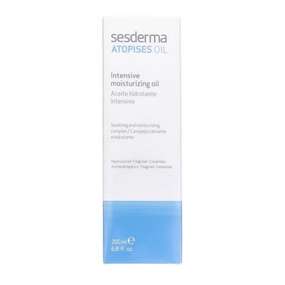 sesderma
ATOPISES OIL
Intensive
moisturizing oil
Aceite hidratante
intensivo
Soothing and moisturizing
complex / Complejo calmante
e hidratante
200 ml ℮
6.8 fl. oz